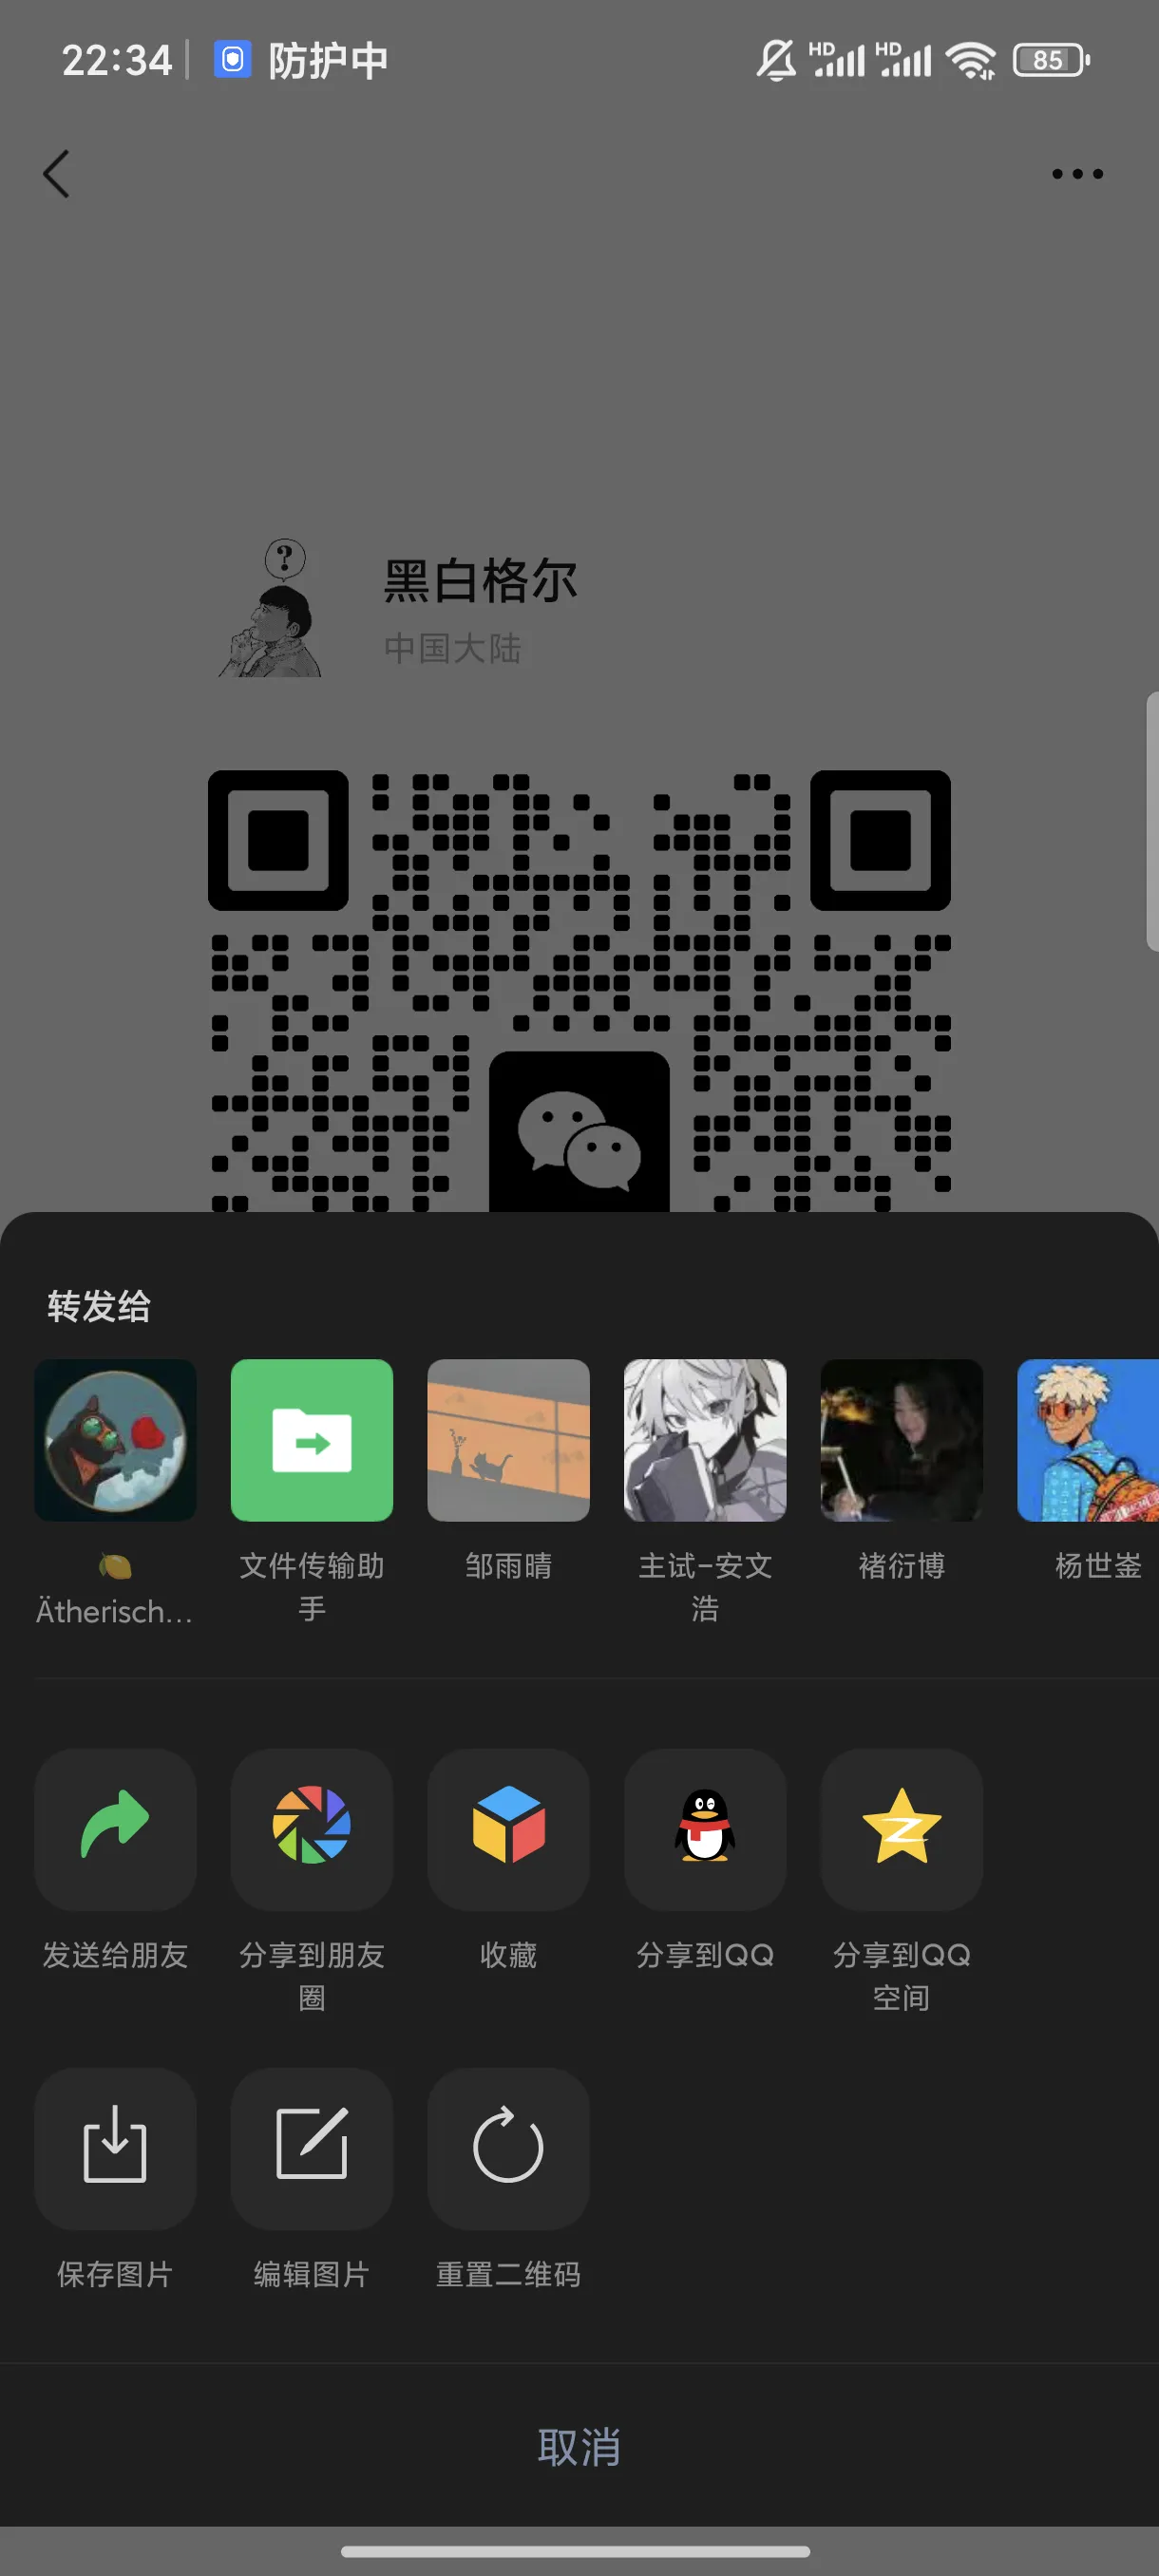 22:34 防护中 HD HD 85
?
黑白格尔
中国大陆
转发给
Ätherisch... 文件传输助手 邹雨晴 主试-安文浩 褚衍博 杨世崟
发送给朋友 分享到朋友圈 收藏 分享到QQ 分享到QQ空间
保存图片 编辑图片 重置二维码
取消